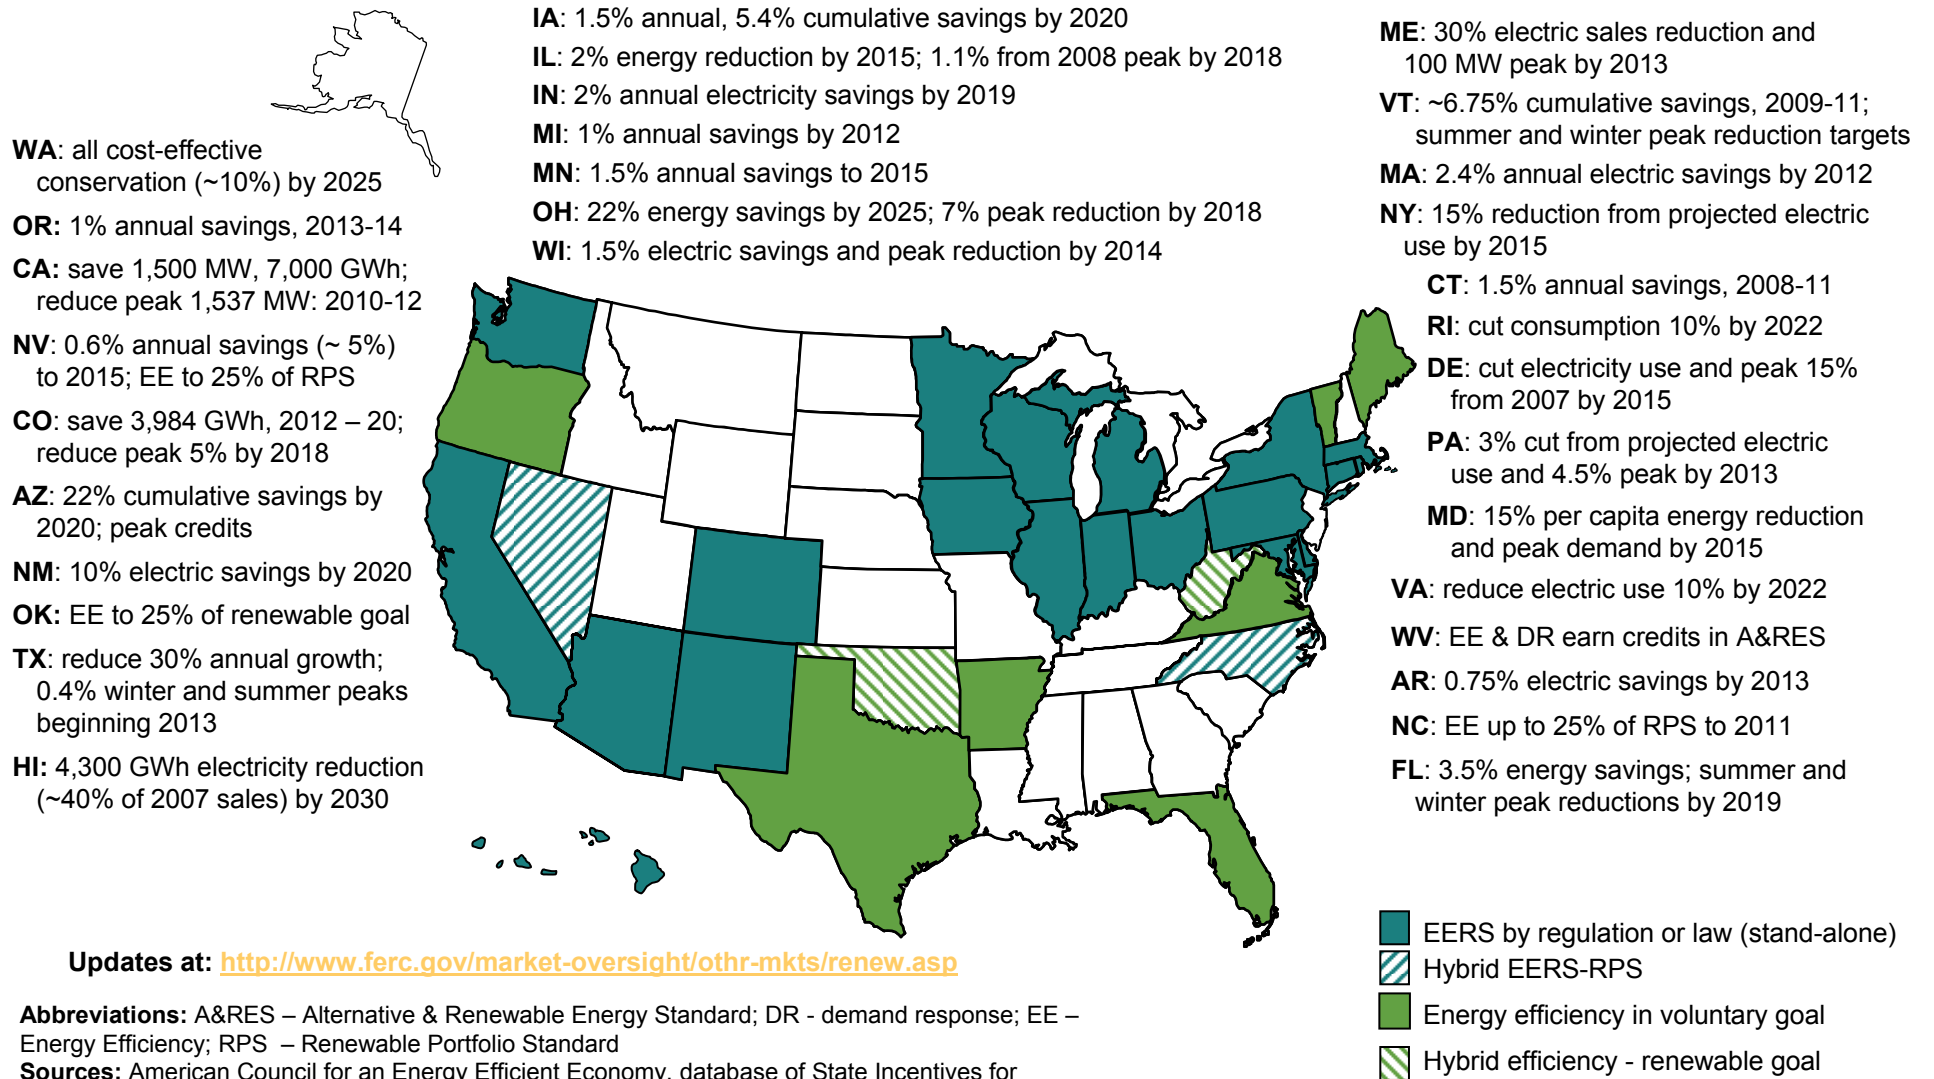 WA: all cost-effective
conservation (~10%) by 2025
OR: 1% annual savings, 2013-14
CA: save 1,500 MW, 7,000 GWh;
reduce peak 1,537 MW: 2010-12
NV: 0.6% annual savings (~ 5%)
to 2015; EE to 25% of RPS
CO: save 3,984 GWh, 2012 – 20;
reduce peak 5% by 2018
AZ: 22% cumulative savings by
2020; peak credits
NM: 10% electric savings by 2020
OK: EE to 25% of renewable goal
TX: reduce 30% annual growth;
0.4% winter and summer peaks
beginning 2013
HI: 4,300 GWh electricity reduction
(~40% of 2007 sales) by 2030
IA: 1.5% annual, 5.4% cumulative savings by 2020
IL: 2% energy reduction by 2015; 1.1% from 2008 peak by 2018
IN: 2% annual electricity savings by 2019
MI: 1% annual savings by 2012
MN: 1.5% annual savings to 2015
OH: 22% energy savings by 2025; 7% peak reduction by 2018
WI: 1.5% electric savings and peak reduction by 2014
ME: 30% electric sales reduction and
100 MW peak by 2013
VT: ~6.75% cumulative savings, 2009-11;
summer and winter peak reduction targets
MA: 2.4% annual electric savings by 2012
NY: 15% reduction from projected electric
use by 2015
CT: 1.5% annual savings, 2008-11
RI: cut consumption 10% by 2022
DE: cut electricity use and peak 15%
from 2007 by 2015
PA: 3% cut from projected electric
use and 4.5% peak by 2013
MD: 15% per capita energy reduction
and peak demand by 2015
VA: reduce electric use 10% by 2022
WV: EE & DR earn credits in A&RES
AR: 0.75% electric savings by 2013
NC: EE up to 25% of RPS to 2011
FL: 3.5% energy savings; summer and
winter peak reductions by 2019
EERS by regulation or law (stand-alone)
Hybrid EERS-RPS
Energy efficiency in voluntary goal
Hybrid efficiency - renewable goal
Updates at: http://www.ferc.gov/market-oversight/othr-mkts/renew.asp
Abbreviations: A&RES – Alternative & Renewable Energy Standard; DR - demand response; EE –
Energy Efficiency; RPS – Renewable Portfolio Standard
Sources: American Council for an Energy Efficient Economy, database of State Incentives for